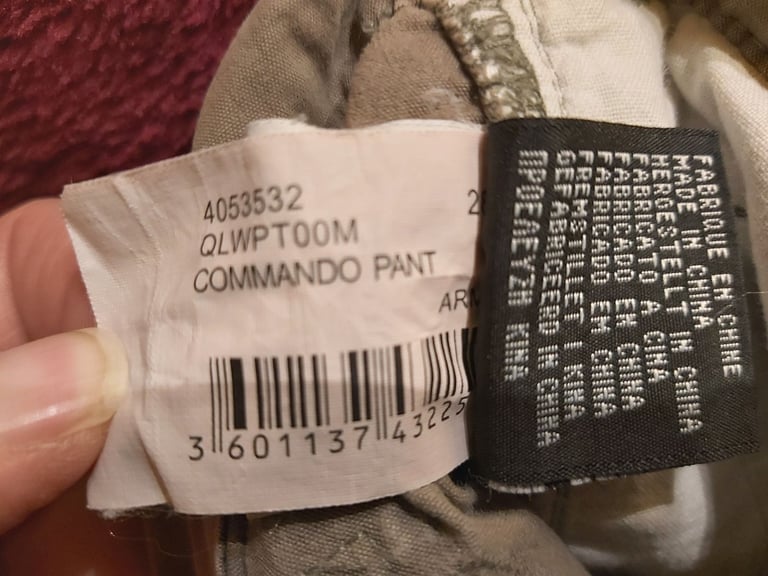 4053532
QLWPT00M
COMMANDO PANT
3 601137 43225
FABRIQUE EN CHINE
MADE IN CHINA
HERGESTELLT IN CHINA
FABRICATO A CINA
FABRICADO EN CHINA
FABRICADO EM CHINA
FREMSTILLET I KINA
GEFABRICEERD IN CHINA
ΠΡΟΕΛΕΥΣΗ ΚΙΝΑ